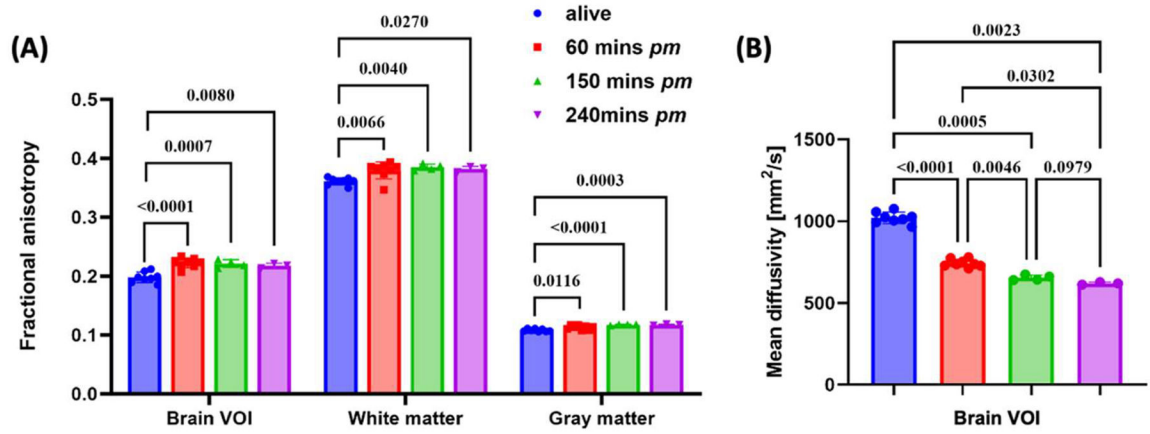 (A)
alive
60 mins pm
150 mins pm
240mins pm
Fractional anisotropy
0.5
0.4
0.3
0.2
0.1
0.0
0.0080
0.0007
<0.0001
0.0270
0.0040
0.0066
0.0003
<0.0001
0.0116
Brain VOI White matter Gray matter
(B)
Mean diffusivity [mm²/s]
1500
1000
500
0
0.0023
0.0302
0.0005
<0.0001 0.0046 0.0979
Brain VOI